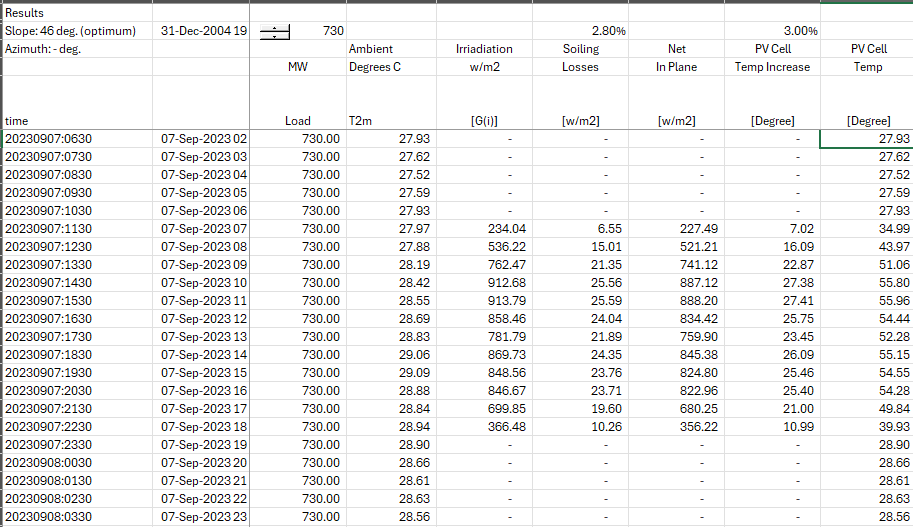 Results
Slope: 46 deg. (optimum) 31-Dec-2004 19 730 2.80% 3.00%
Azimuth: - deg. Ambient Irriadiation Soiling Net PV Cell PV Cell
MW Degrees C w/m2 Losses In Plane Temp Increase Temp
time Load T2m [G(i)] [w/m2] [w/m2] [Degree] [Degree]
20230907:0630 07-Sep-2023 02 730.00 27.93 - - - - 27.93
20230907:0730 07-Sep-2023 03 730.00 27.62 - - - - 27.62
20230907:0830 07-Sep-2023 04 730.00 27.52 - - - - 27.52
20230907:0930 07-Sep-2023 05 730.00 27.59 - - - - 27.59
20230907:1030 07-Sep-2023 06 730.00 27.93 - - - - 27.93
20230907:1130 07-Sep-2023 07 730.00 27.97 234.04 6.55 227.49 7.02 34.99
20230907:1230 07-Sep-2023 08 730.00 27.88 536.22 15.01 521.21 16.09 43.97
20230907:1330 07-Sep-2023 09 730.00 28.19 762.47 21.35 741.12 22.87 51.06
20230907:1430 07-Sep-2023 10 730.00 28.42 912.68 25.56 887.12 27.38 55.80
20230907:1530 07-Sep-2023 11 730.00 28.55 913.79 25.59 888.20 27.41 55.96
20230907:1630 07-Sep-2023 12 730.00 28.69 858.46 24.04 834.42 25.75 54.44
20230907:1730 07-Sep-2023 13 730.00 28.83 781.79 21.89 759.90 23.45 52.28
20230907:1830 07-Sep-2023 14 730.00 29.06 869.73 24.35 845.38 26.09 55.15
20230907:1930 07-Sep-2023 15 730.00 29.09 848.56 23.76 824.80 25.46 54.55
20230907:2030 07-Sep-2023 16 730.00 28.88 846.67 23.71 822.96 25.40 54.28
20230907:2130 07-Sep-2023 17 730.00 28.84 699.85 19.60 680.25 21.00 49.84
20230907:2230 07-Sep-2023 18 730.00 28.94 366.48 10.26 356.22 10.99 39.93
20230907:2330 07-Sep-2023 19 730.00 28.90 - - - - 28.90
20230908:0030 07-Sep-2023 20 730.00 28.66 - - - - 28.66
20230908:0130 07-Sep-2023 21 730.00 28.61 - - - - 28.61
20230908:0230 07-Sep-2023 22 730.00 28.63 - - - - 28.63
20230908:0330 07-Sep-2023 23 730.00 28.56 - - - - 28.56